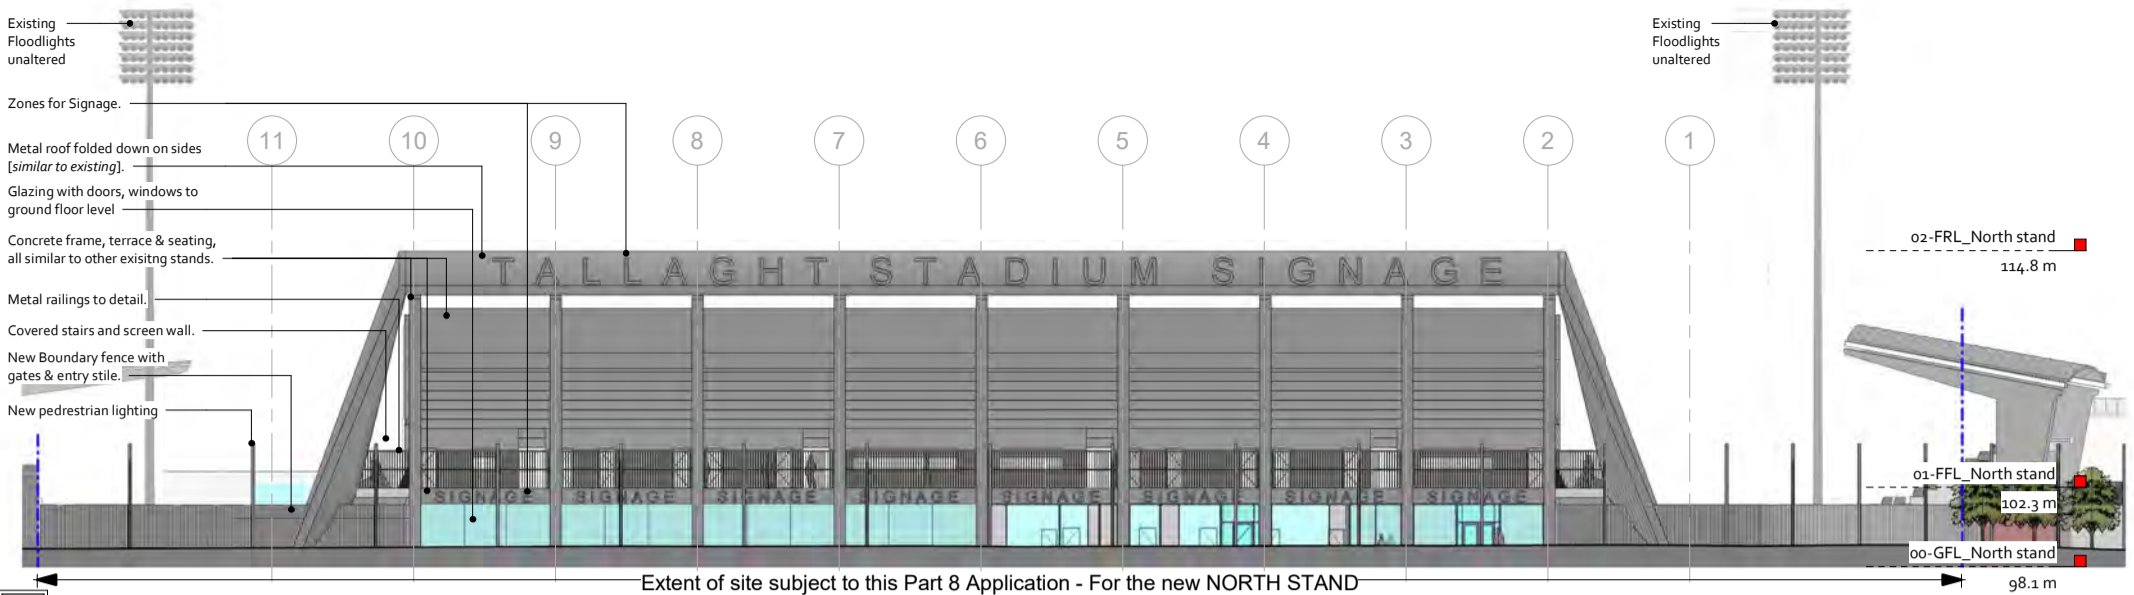 Existing
Floodlights
unaltered
Existing
Floodlights
unaltered
Zones for Signage.
11 10 9 8 7 6 5 4 3 2 1
Metal roof folded down on sides
[similar to existing].
Glazing with doors, windows to
ground floor level
Concrete frame, terrace & seating,
all similar to other exisitng stands.
Metal railings to detail.
Covered stairs and screen wall.
New Boundary fence with
gates & entry stile.
New pedrestrian lighting
TALLAGHT STADIUM SIGNAGE
SIGNAGE SIGNAGE SIGNAGE SIGNAGE SIGNAGE SIGNAGE SIGNAGE SIGNAGE
02-FRL_North stand
114.8 m
01-FFL_North stand
102.3 m
00-GFL_North stand
98.1 m
Extent of site subject to this Part 8 Application - For the new NORTH STAND